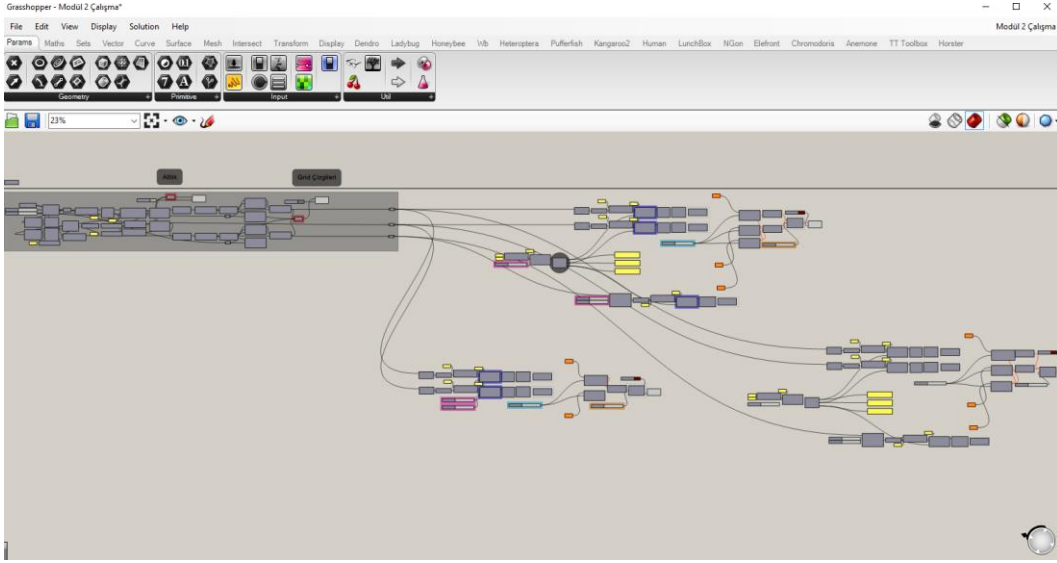 Grasshopper - Modül 2 Çalışma*
File Edit View Display Solution Help
Modül 2 Çalışma
Params Maths Sets Vector Curve Surface Mesh Intersect Transform Display Dendro Ladybug Honeybee Wb Heteroptera Pufferfish Kangaroo2 Human LunchBox NGon Elefront Chromodoris Anemone TT Toolbox Horster
Geometry Primitive Input Util
23%
Grid Çizgileri